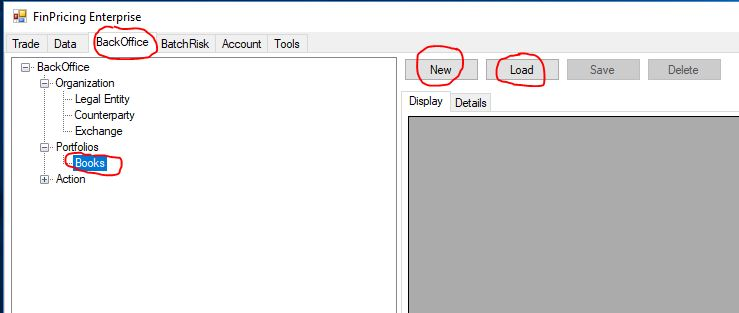 FinPricing Enterprise
Trade Data BackOffice BatchRisk Account Tools
BackOffice
Organization
Legal Entity
Counterparty
Exchange
Portfolios
Books
Action
New Load Save Delete
Display Details